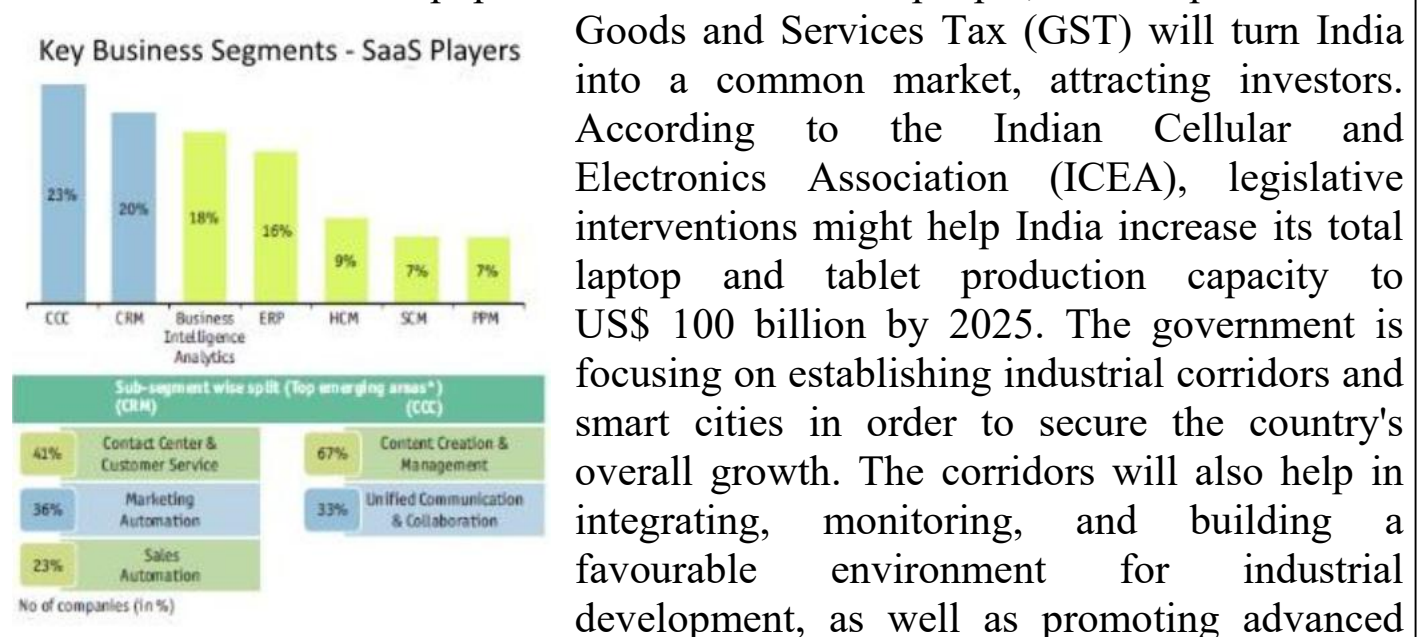 Key Business Segments - SaaS Players
23%
20%
18%
16%
9%
7%
7%
CCC
CRM
Business
Intelligence
Analytics
ERP
HCM
SCM
PPM
Sub-segment wise split (Top emerging areas*)
(CRM)
(CCC)
41%
Contact Center &
Customer Service
36%
Marketing
Automation
23%
Sales
Automation
67%
Content Creation &
Management
33%
Unified Communication
& Collaboration
No of companies (in %)
Goods and Services Tax (GST) will turn India
into a common market, attracting investors.
According to the Indian Cellular and
Electronics Association (ICEA), legislative
interventions might help India increase its total
laptop and tablet production capacity to
US$ 100 billion by 2025. The government is
focusing on establishing industrial corridors and
smart cities in order to secure the country's
overall growth. The corridors will also help in
integrating, monitoring, and building a
favourable environment for industrial
development, as well as promoting advanced